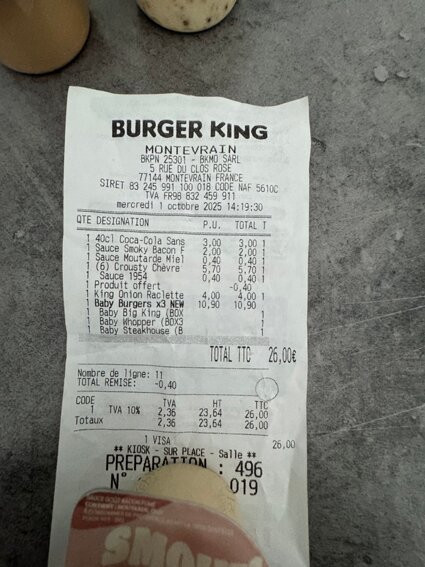 BURGER KING
MONTEVRAIN
BKPN 25301 - BKMO SARL
5 RUE DU CLOS ROSE
77144 MONTEVRAIN FRANCE
SIRET 83 245 991 100 018 CODE NAF 5610C
TVA FR98 832 459 911
mercredi 1 octobre 2025 14:19:30
QTE DESIGNATION P.U. TOTAL T
1 40cl Coca-Cola Sans 3,00 3,00 1
1 Sauce Smoky Bacon F 2,00 2,00 1
1 Sauce Moutarde Miel 0,40 0,40 1
1 (6) Crousty Chèvre 5,70 5,70 1
1 Sauce 1954 0,40 0,40 1
1 Produit offert -0,40
1 King Onion Raclette 4,00 4,00 1
1 Baby Burgers x3 NEW 10,90 10,90
1 Baby Big King (BOX 1
1 Baby Whopper (BOX3 1
1 Baby Steakhouse (B 1
TOTAL TTC 26,00€
Nombre de ligne: 11
TOTAL REMISE: -0,40
CODE TVA HT TTC
1 TVA 10% 2,36 23,64 26,00
Totaux 2,36 23,64 26,00
1 VISA 26,00
** KIOSK - SUR PLACE - Salle **
PREPARATION : 496
N° 019